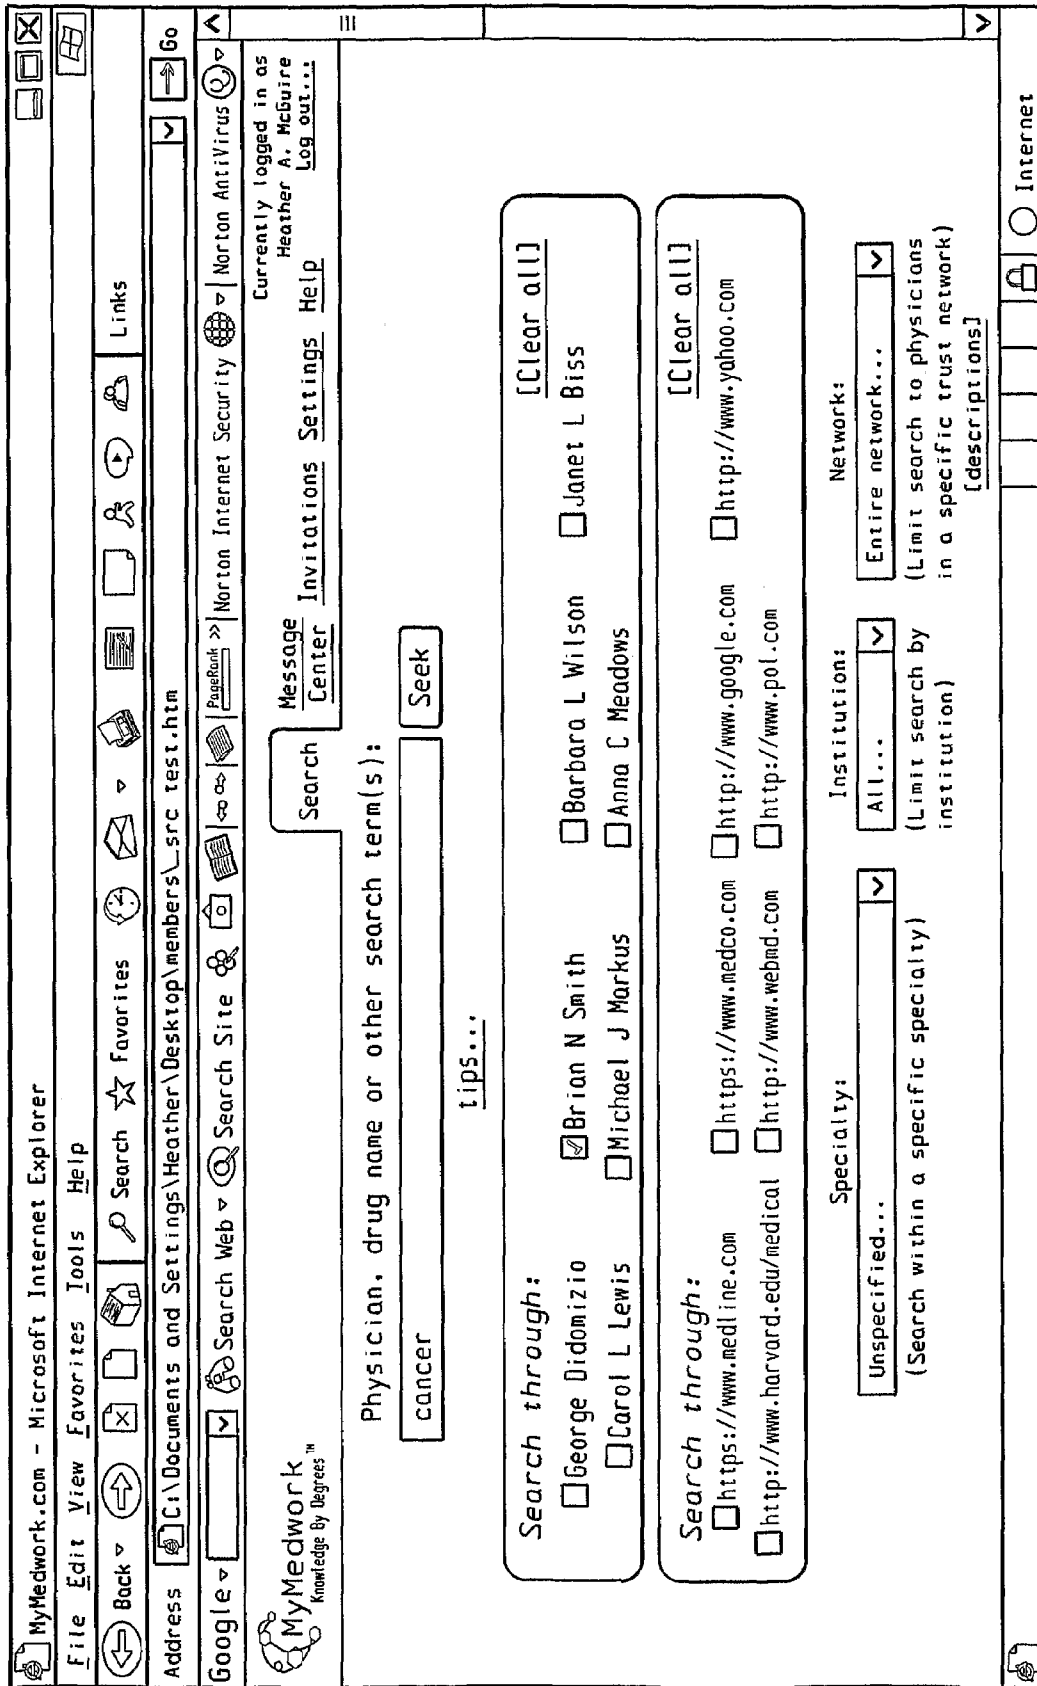 MyMedwork.com - Microsoft Internet Explorer
File Edit View Favorites Tools Help
Back Search Favorites Links
Address C:\Documents and Settings\Heather\Desktop\members\_src test.htm Go
Google Search Web Search Site PageRank >> Norton Internet Security Norton AntiVirus
MyMedwork
Knowledge By Degrees™
Search
Message
Center
Invitations Settings Help
Currently logged in as
Heather A. McGuire
Log out...
Physician, drug name or other search term(s):
cancer Seek
tips...
Search through: [Clear all]
George Didomizio Brian N Smith Barbara L Wilson Janet L Biss
Carol L Lewis Michael J Markus Anna C Meadows
Search through: [Clear all]
https://www.medline.com https://www.medco.com http://www.google.com http://www.yahoo.com
http://www.harvard.edu/medical http://www.webmd.com http://www.pol.com
Specialty: Institution: Network:
Unspecified... All... Entire network...
(Search within a specific specialty)
(Limit search by
institution)
(Limit search to physicians
in a specific trust network)
[descriptions]
Internet